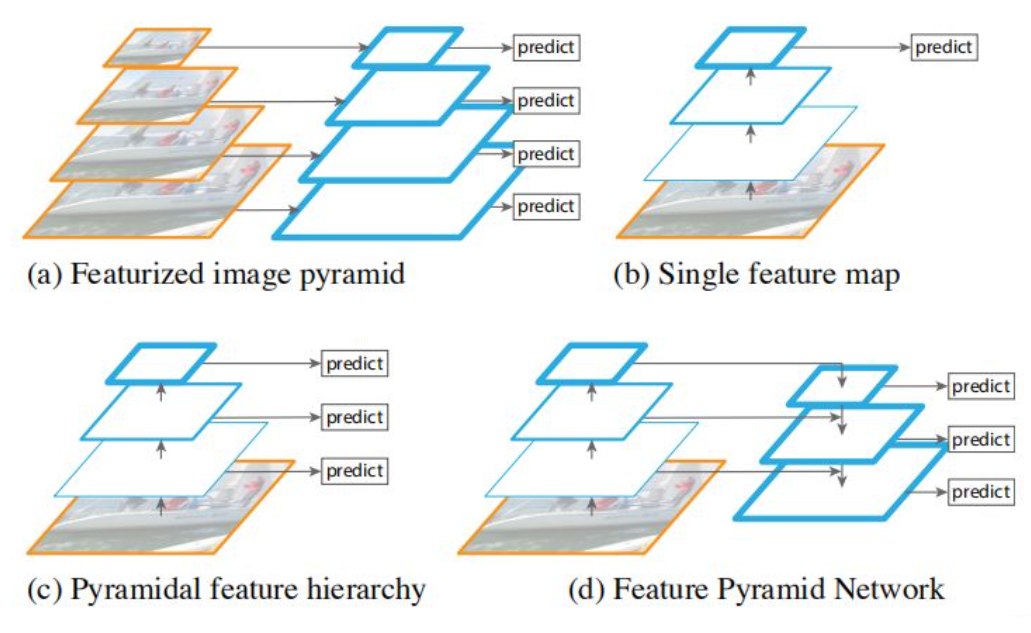 predict
predict
predict
predict
(a) Featurized image pyramid
predict
(b) Single feature map
predict
predict
predict
(c) Pyramidal feature hierarchy
predict
predict
predict
(d) Feature Pyramid Network